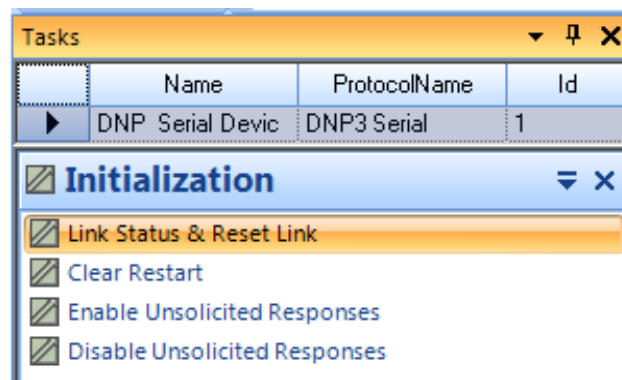 Tasks
Name ProtocolName Id
DNP Serial Devic DNP3 Serial 1
Initialization
Link Status & Reset Link
Clear Restart
Enable Unsolicited Responses
Disable Unsolicited Responses